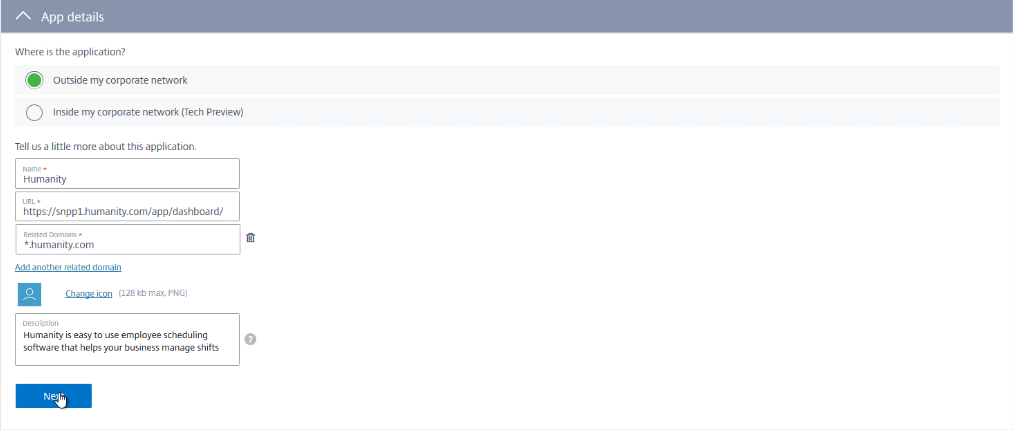 App details
Where is the application?
Outside my corporate network
Inside my corporate network (Tech Preview)
Tell us a little more about this application.
Name *
Humanity
URL *
https://snpp1.humanity.com/app/dashboard/
Related Domains *
*.humanity.com
Add another related domain
Change icon (128 kb max, PNG)
Description
Humanity is easy to use employee scheduling
software that helps your business manage shifts
?
Next